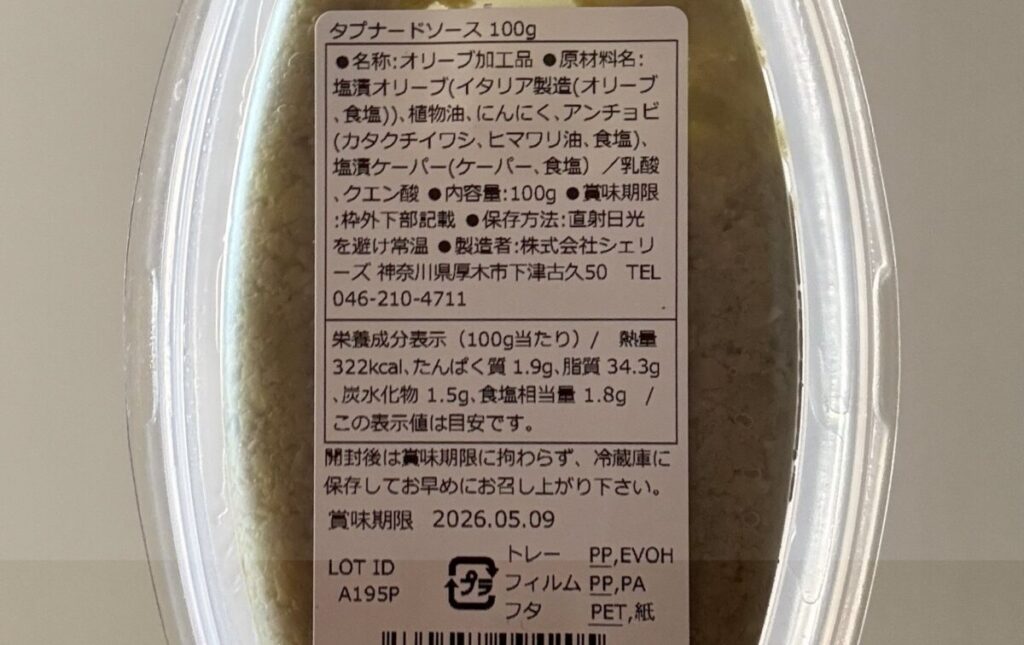 タプナードソース 100g
●名称:オリーブ加工品 ●原材料名:
塩漬オリーブ(イタリア製造(オリーブ
、食塩))、植物油、にんにく、アンチョビ
(カタクチイワシ、ヒマワリ油、食塩)、
塩漬ケーパー(ケーパー、食塩) ／乳酸
、クエン酸 ●内容量:100g ●賞味期限
:枠外下部記載 ●保存方法:直射日光
を避け常温 ●製造者:株式会社シェリ
ーズ 神奈川県厚木市下津古久50 TEL
046-210-4711
栄養成分表示（100g当たり）/ 熱量
322kcal、たんぱく質 1.9g、脂質 34.3g
、炭水化物 1.5g、食塩相当量 1.8g /
この表示値は目安です。
開封後は賞味期限に拘わらず、冷蔵庫に
保存してお早めにお召し上がり下さい。
賞味期限 2026.05.09
LOT ID
A195P
プラ
トレー PP,EVOH
フィルム PP,PA
フタ PET,紙